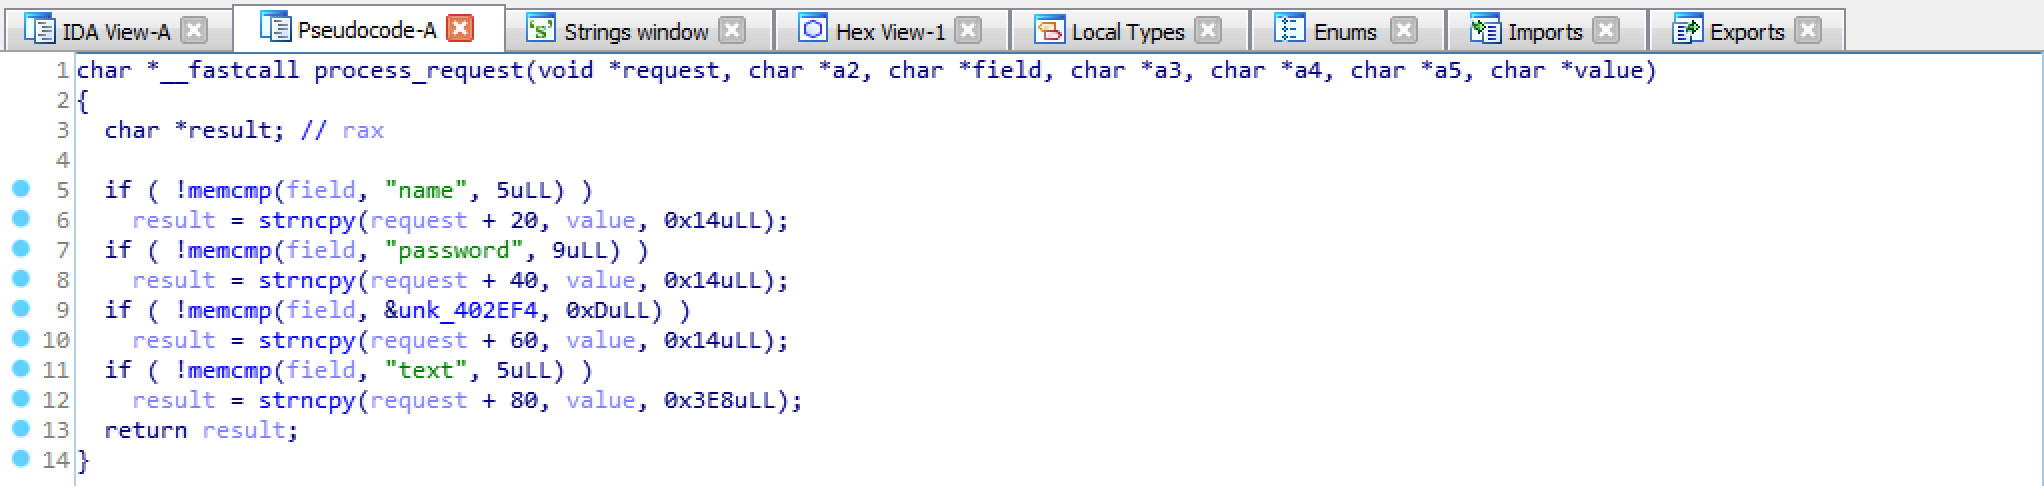 IDA View-A Pseudocode-A Strings window Hex View-1 Local Types Enums Imports Exports
1 char *__fastcall process_request(void *request, char *a2, char *field, char *a3, char *a4, char *a5, char *value)
2 {
3   char *result; // rax
4
5   if ( !memcmp(field, "name", 5uLL) )
6     result = strncpy(request + 20, value, 0x14uLL);
7   if ( !memcmp(field, "password", 9uLL) )
8     result = strncpy(request + 40, value, 0x14uLL);
9   if ( !memcmp(field, &unk_402EF4, 0xDuLL) )
10     result = strncpy(request + 60, value, 0x14uLL);
11   if ( !memcmp(field, "text", 5uLL) )
12     result = strncpy(request + 80, value, 0x3E8uLL);
13   return result;
14 }